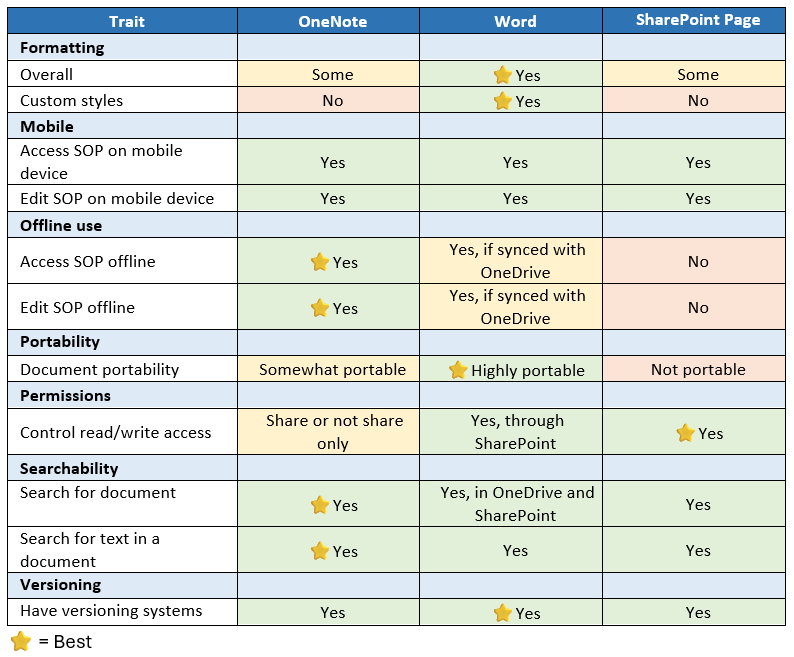 Trait OneNote Word SharePoint Page
Formatting
Overall Some Yes Some
Custom styles No Yes No
Mobile
Access SOP on mobile
device Yes Yes Yes
Edit SOP on mobile device Yes Yes Yes
Offline use
Access SOP offline Yes Yes, if synced with
OneDrive No
Edit SOP offline Yes Yes, if synced with
OneDrive No
Portability
Document portability Somewhat portable Highly portable Not portable
Permissions
Control read/write access Share or not share
only Yes, through
SharePoint Yes
Searchability
Search for document Yes Yes, in OneDrive and
SharePoint Yes
Search for text in a
document Yes Yes Yes
Versioning
Have versioning systems Yes Yes Yes
= Best